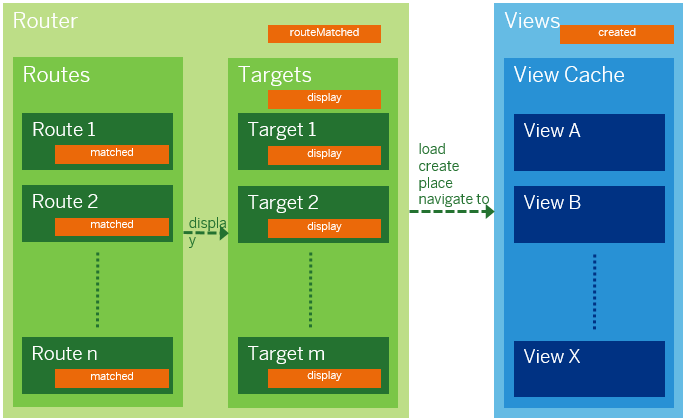 Router
routeMatched
Routes
Route 1
matched
Route 2
matched
Route n
matched
displa
y
Targets
display
Target 1
display
Target 2
display
Target m
display
load
create
place
navigate to
Views
created
View Cache
View A
View B
View X